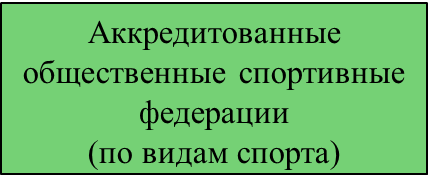 Аккредитованные
общественные спортивные
федерации
(по видам спорта)